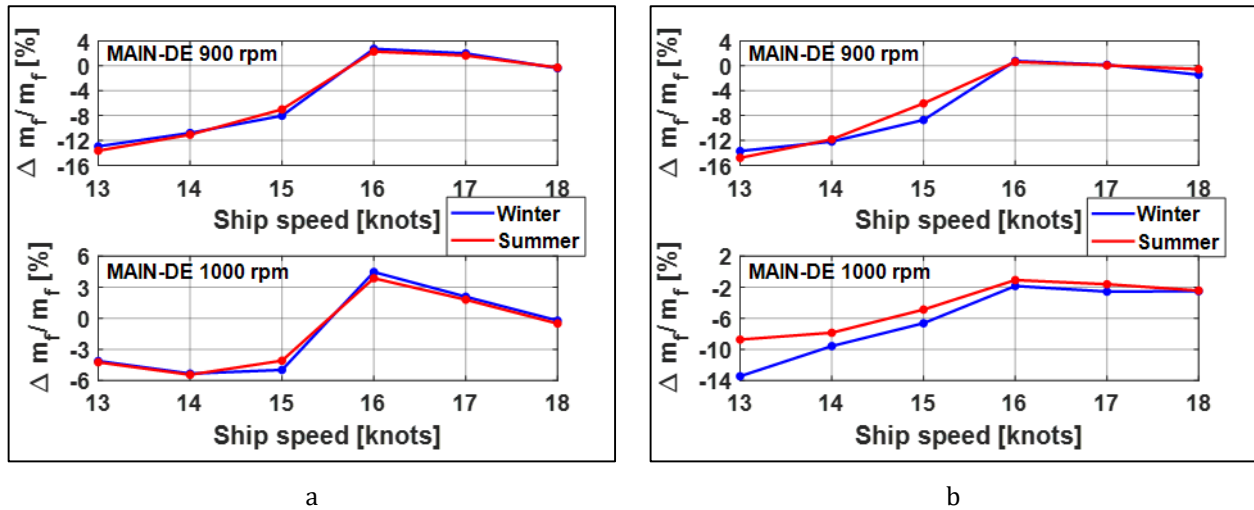 4
0
-4
-8
-12
-16
Δ m_f / m_f [%]
MAIN-DE 900 rpm
13 14 15 16 17 18
Ship speed [knots]
Winter
Summer
6
3
0
-3
-6
Δ m_f / m_f [%]
MAIN-DE 1000 rpm
13 14 15 16 17 18
Ship speed [knots]
a
4
0
-4
-8
-12
-16
Δ m_f / m_f [%]
MAIN-DE 900 rpm
13 14 15 16 17 18
Ship speed [knots]
Winter
Summer
2
-2
-6
-10
-14
Δ m_f / m_f [%]
MAIN-DE 1000 rpm
13 14 15 16 17 18
Ship speed [knots]
b